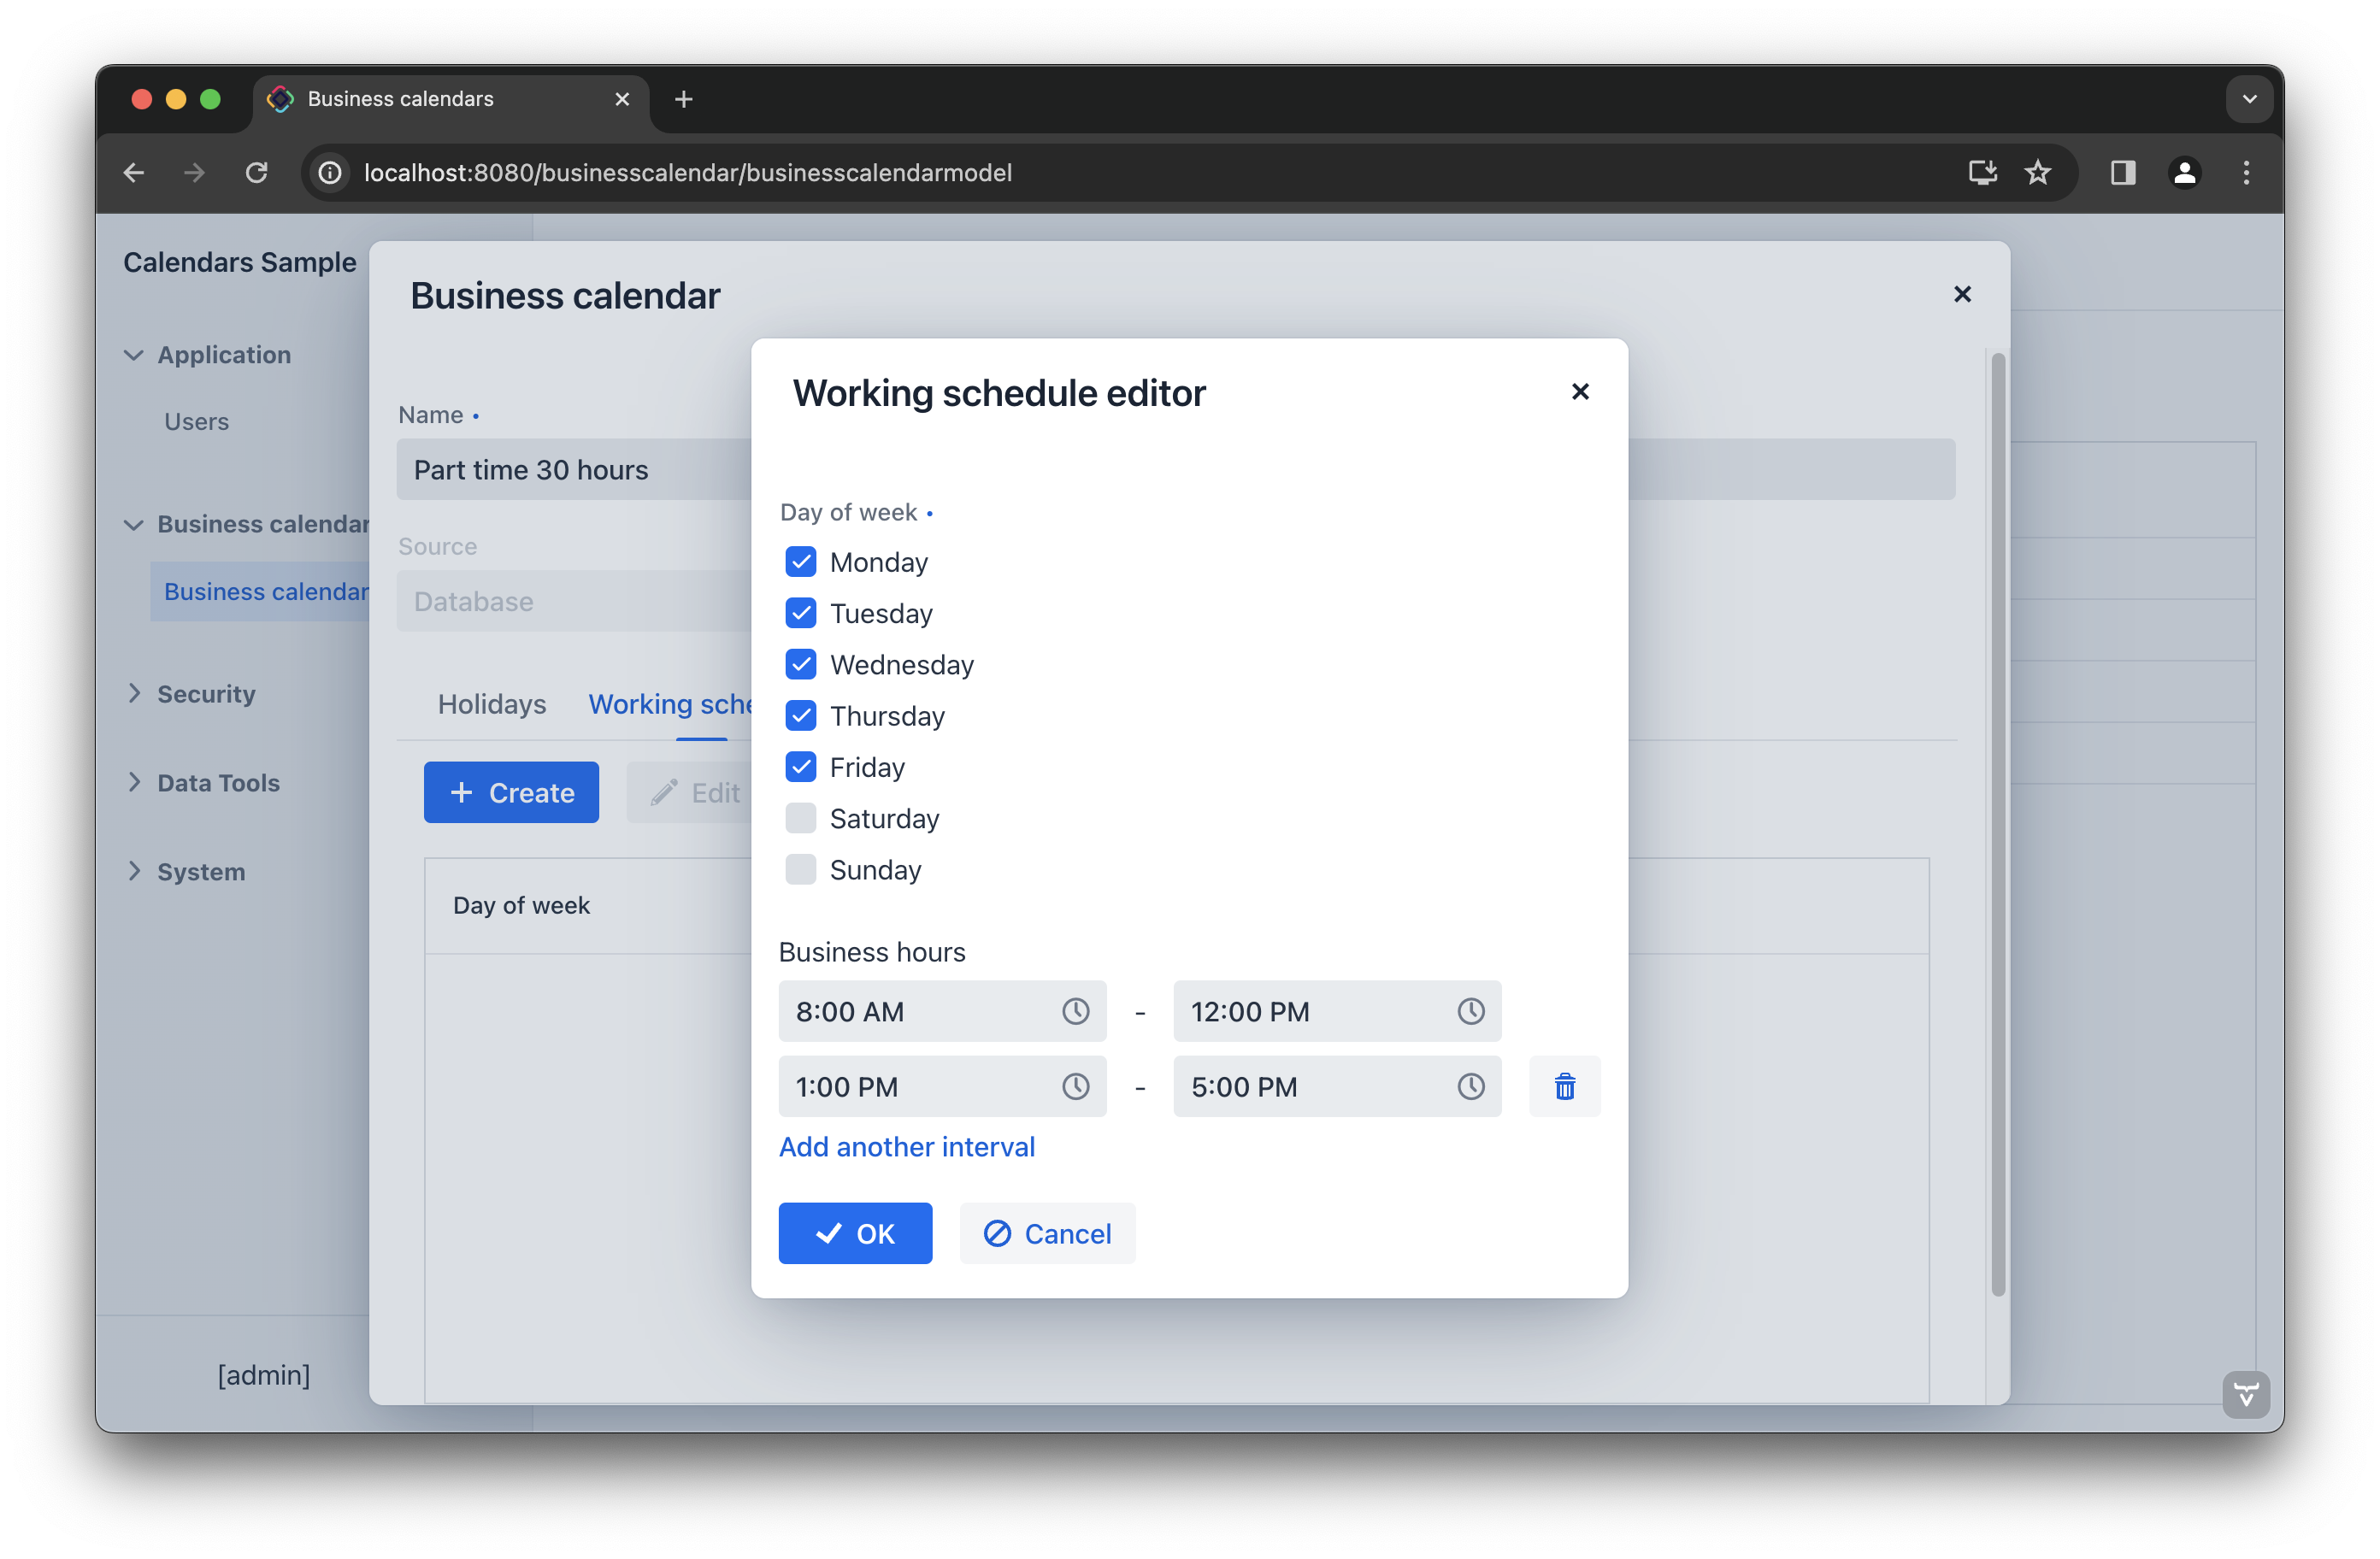 Business calendars
localhost:8080/businesscalendar/businesscalendarmodel
Calendars Sample
Application
Users
Business calendar
Business calendar
Security
Data Tools
System
[admin]
Business calendar
Name •
Part time 30 hours
Source
Database
Holidays
Working sche
Create
Edit
Day of week
Working schedule editor
Day of week •
Monday
Tuesday
Wednesday
Thursday
Friday
Saturday
Sunday
Business hours
8:00 AM - 12:00 PM
1:00 PM - 5:00 PM
Add another interval
OK
Cancel